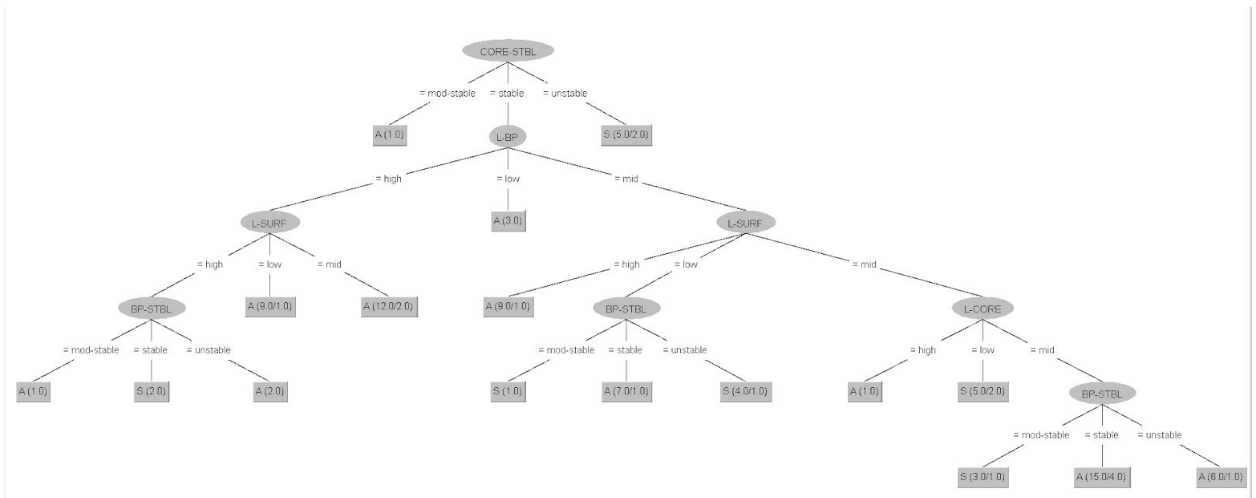 CORE-STBL
= mod-stable = stable = unstable
A (1.0) L-BP S (5.0/2.0)
= high = low = mid
L-SURF A (3.0) L-SURF
= high = low = mid = high = low = mid
BP-STBL A (9.0/1.0) A (12.0/2.0) A (9.0/1.0) BP-STBL L-CORE
= mod-stable = stable = unstable = mod-stable = stable = unstable = high = low = mid
A (1.0) S (2.0) A (2.0) S (1.0) A (7.0/1.0) S (4.0/1.0) A (1.0) S (5.0/2.0) BP-STBL
= mod-stable = stable = unstable
S (3.0/1.0) A (15.0/4.0) A (6.0/1.0)